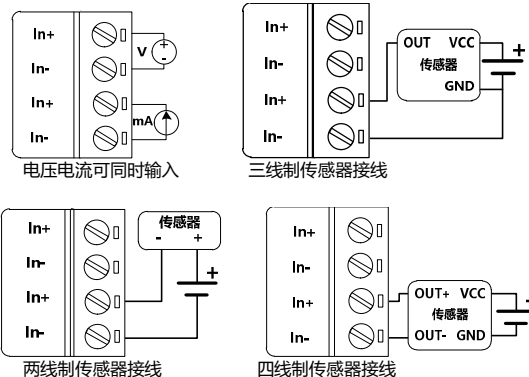 In+
In-
In+
In-
V
+
-
mA
电压电流可同时输入
In+
In-
In+
In-
OUT VCC
传感器
GND
+
三线制传感器接线
In+
In-
In+
In-
传感器
- +
+
两线制传感器接线
In+
In-
In+
In-
OUT+ VCC
传感器
OUT- GND
+
四线制传感器接线